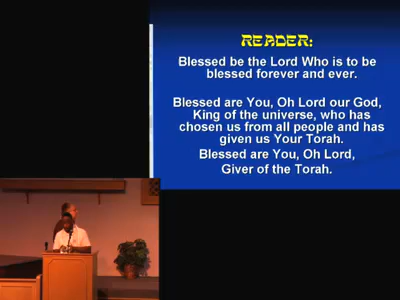 READER:
Blessed be the Lord Who is to be
blessed forever and ever.
Blessed are You, Oh Lord our God,
King of the universe, who has
chosen us from all people and has
given us Your Torah.
Blessed are You, Oh Lord,
Giver of the Torah.